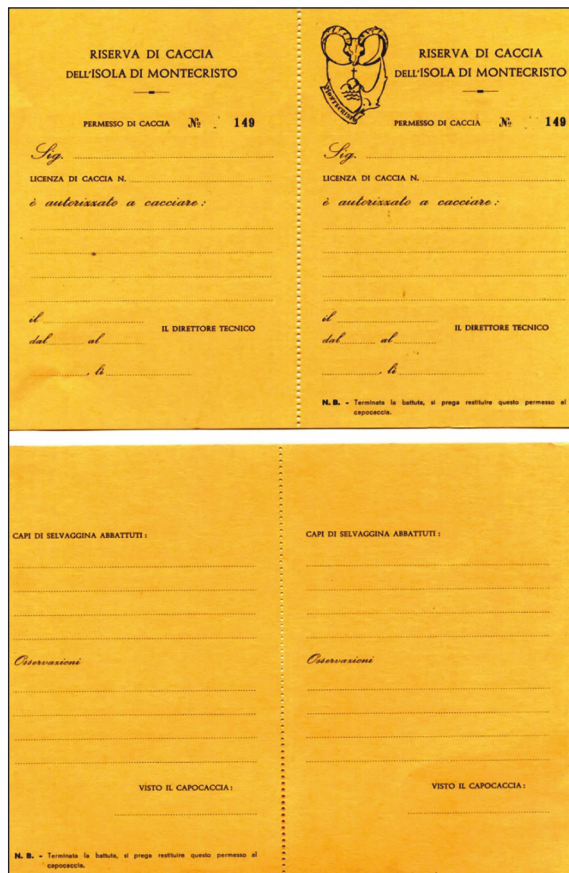 RISERVA DI CACCIA
DELL'ISOLA DI MONTECRISTO
PERMESSO DI CACCIA № 149
Sig.
LICENZA DI CACCIA N.
è autorizzato a cacciare :
il
IL DIRETTORE TECNICO
dal al
, li
MONTECRISTO
RISERVA DI CACCIA
DELL'ISOLA DI MONTECRISTO
PERMESSO DI CACCIA № 149
Sig.
LICENZA DI CACCIA N.
è autorizzato a cacciare :
il
IL DIRETTORE TECNICO
dal al
, li
N. B. - Terminata la battuta, si prega restituire questo permesso al
capocaccia.
CAPI DI SELVAGGINA ABBATTUTI :
Osservazioni
VISTO IL CAPOCACCIA :
N. B. - Terminata la battuta, si prega restituire questo permesso al
capocaccia.
CAPI DI SELVAGGINA ABBATTUTI :
Osservazioni
VISTO IL CAPOCACCIA :